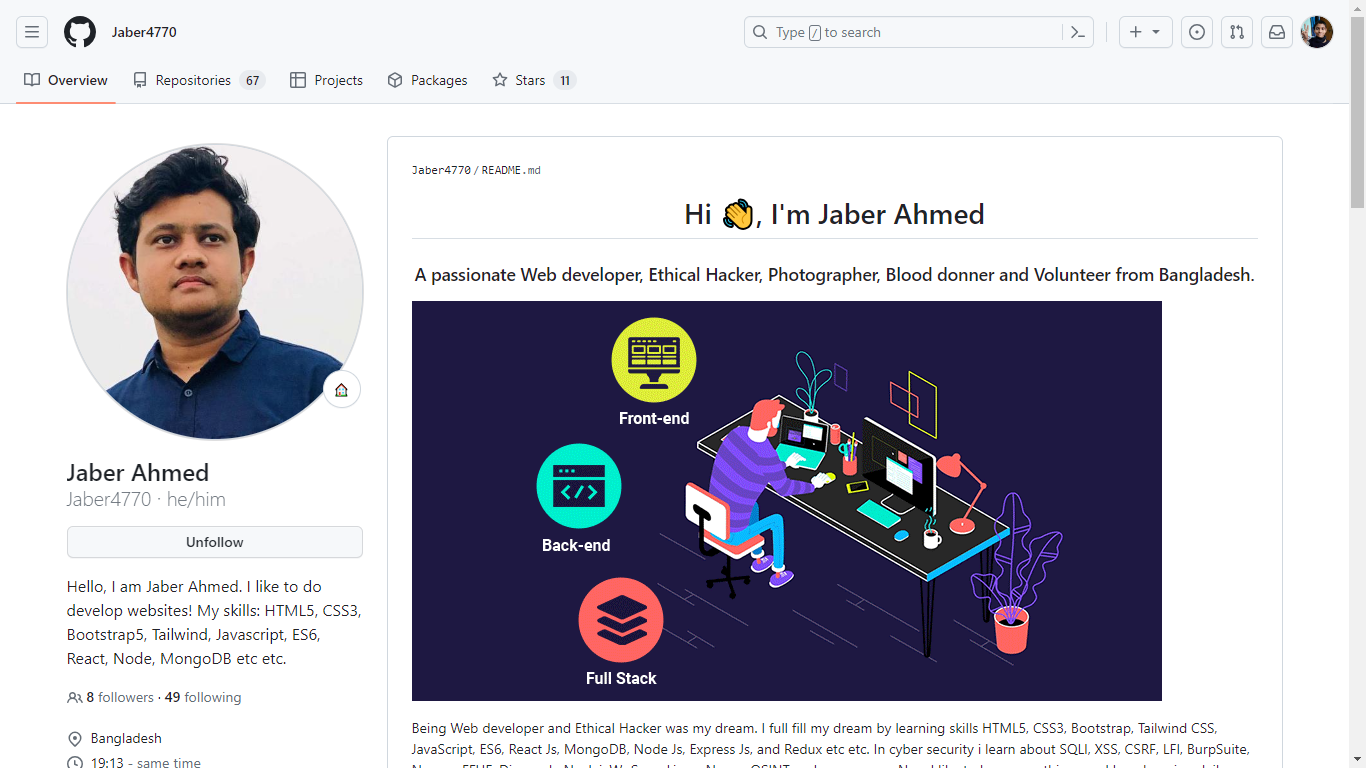 Jaber4770
Type / to search
Overview
Repositories 67
Projects
Packages
Stars 11
Jaber4770/README.md
Hi 👋, I'm Jaber Ahmed
A passionate Web developer, Ethical Hacker, Photographer, Blood donner and Volunteer from Bangladesh.
Front-end
Back-end
Full Stack
Jaber Ahmed
Jaber4770 · he/him
Unfollow
Hello, I am Jaber Ahmed. I like to do
develop websites! My skills: HTML5, CSS3,
Bootstrap5, Tailwind, Javascript, ES6,
React, Node, MongoDB etc etc.
8 followers · 49 following
Bangladesh
19:13 - same time
Being Web developer and Ethical Hacker was my dream. I full fill my dream by learning skills HTML5, CSS3, Bootstrap, Tailwind CSS,
JavaScript, ES6, React Js, MongoDB, Node Js, Express Js, and Redux etc etc. In cyber security i learn about SQLI, XSS, CSRF, LFI, BurpSuite,